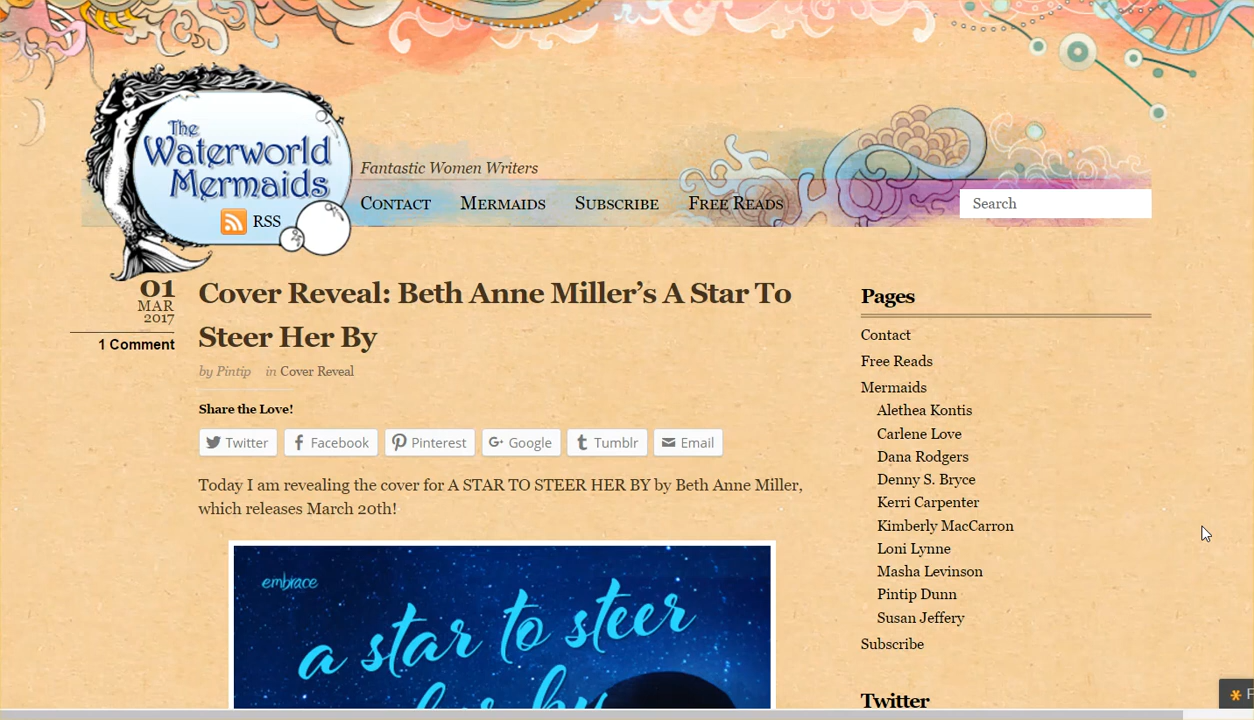 The
Waterworld
Mermaids
RSS
Fantastic Women Writers
Contact Mermaids Subscribe Free Reads
Search
01
MAR
2017
1 Comment
Cover Reveal: Beth Anne Miller's A Star To
Steer Her By
by Pintip in Cover Reveal
Share the Love!
Twitter Facebook Pinterest Google Tumblr Email
Today I am revealing the cover for A STAR TO STEER HER BY by Beth Anne Miller,
which releases March 20th!
embrace
a star to steer
her by
Pages
Contact
Free Reads
Mermaids
Alethea Kontis
Carlene Love
Dana Rodgers
Denny S. Bryce
Kerri Carpenter
Kimberly MacCarron
Loni Lynne
Masha Levinson
Pintip Dunn
Susan Jeffery
Subscribe
Twitter